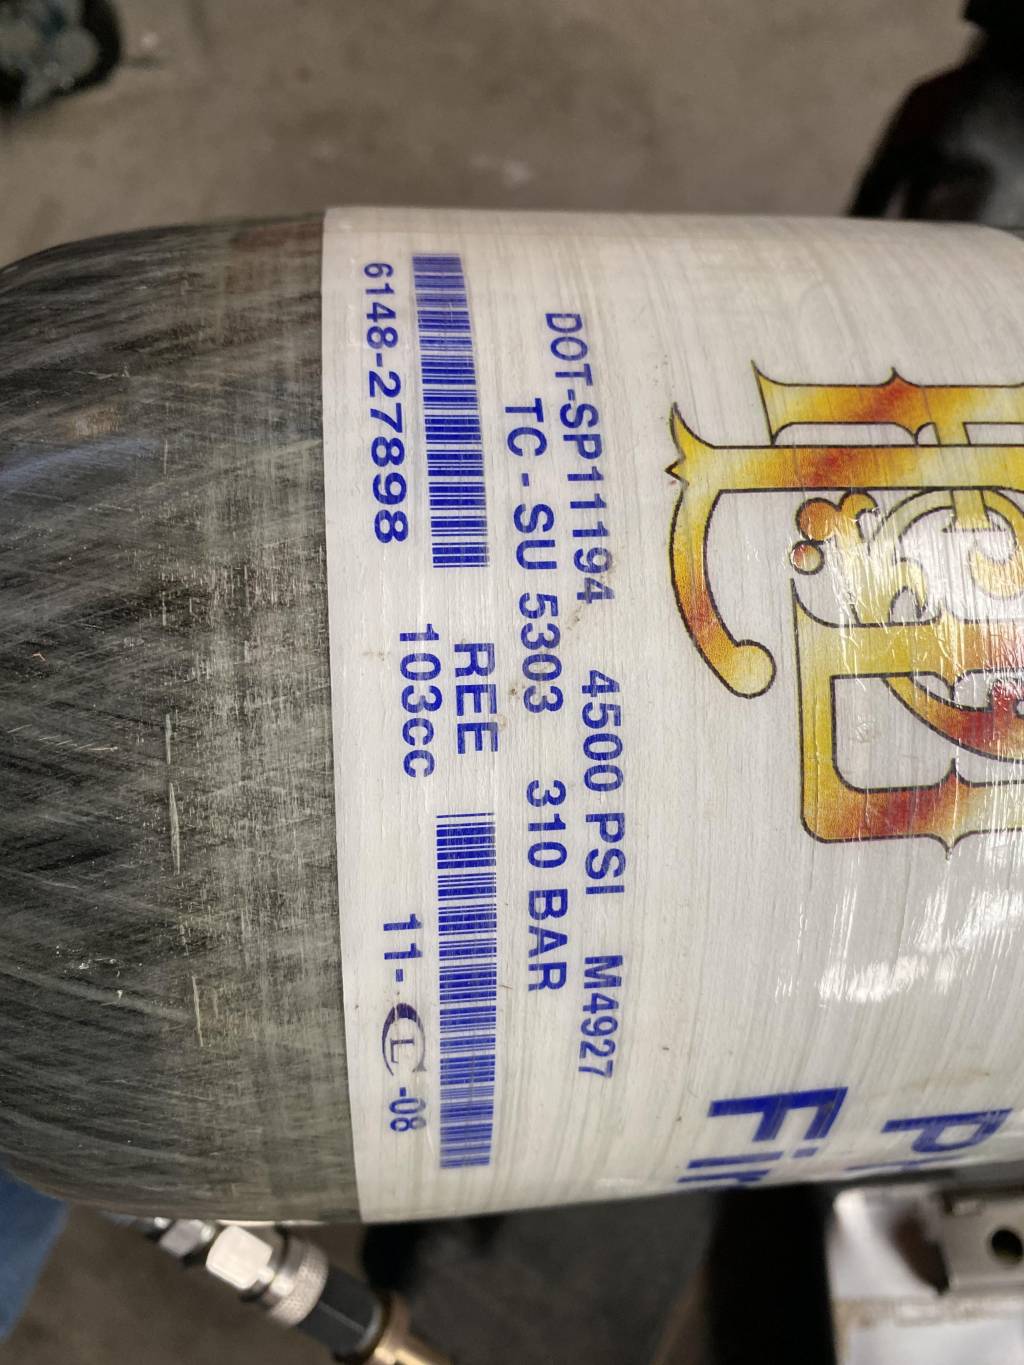 DOT-SP11194 4500 PSI M4927
TC - SU 5303 310 BAR
REE
103cc
6148-27898
11- L -08